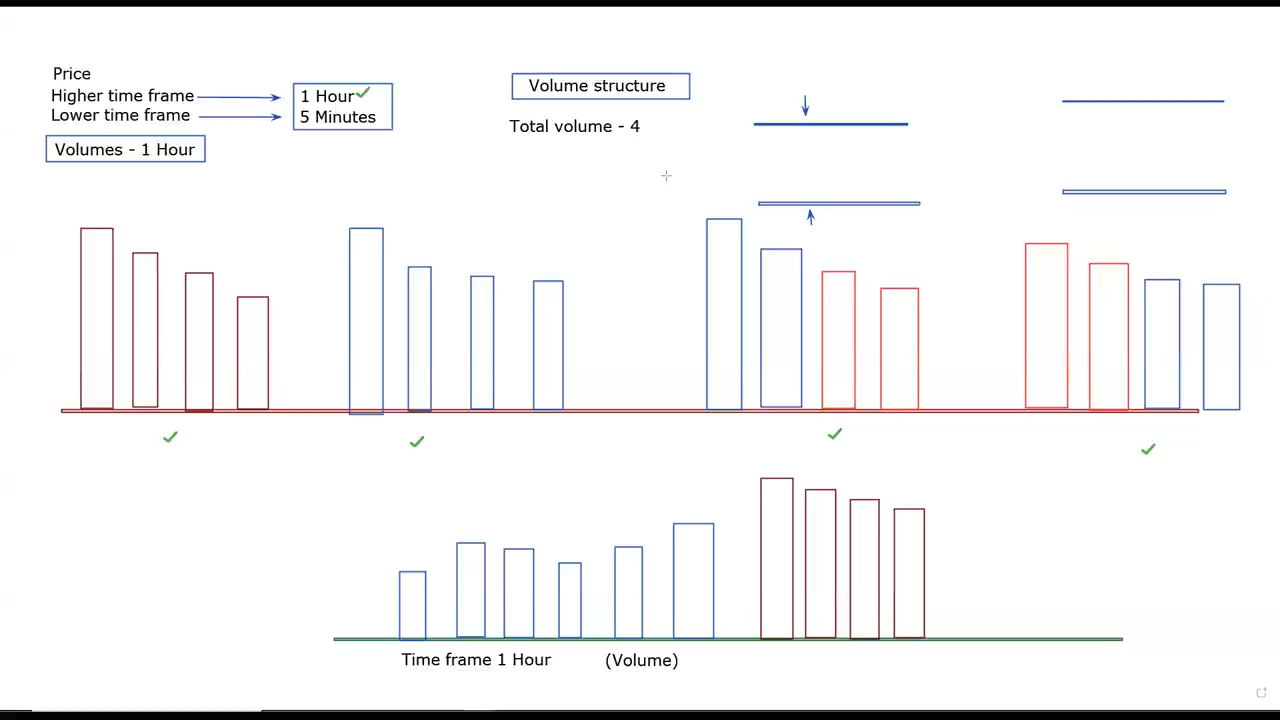 Price
Higher time frame
Lower time frame
1 Hour
5 Minutes
Volumes - 1 Hour
Volume structure
Total volume - 4
Time frame 1 Hour (Volume)